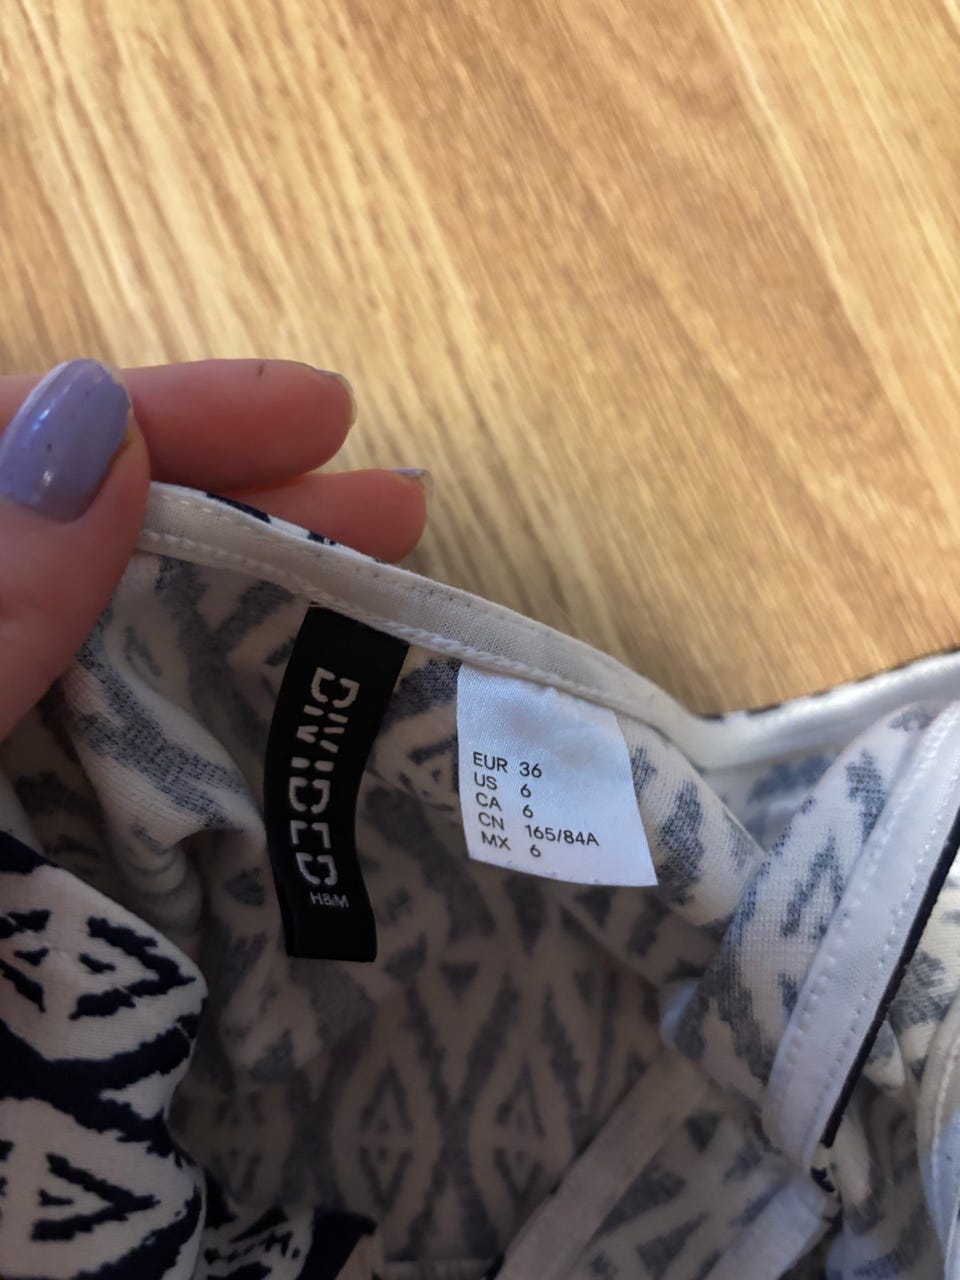 DIVIDED
H&M
EUR 36
US 6
CA 6
CN 165/84A
MX 6